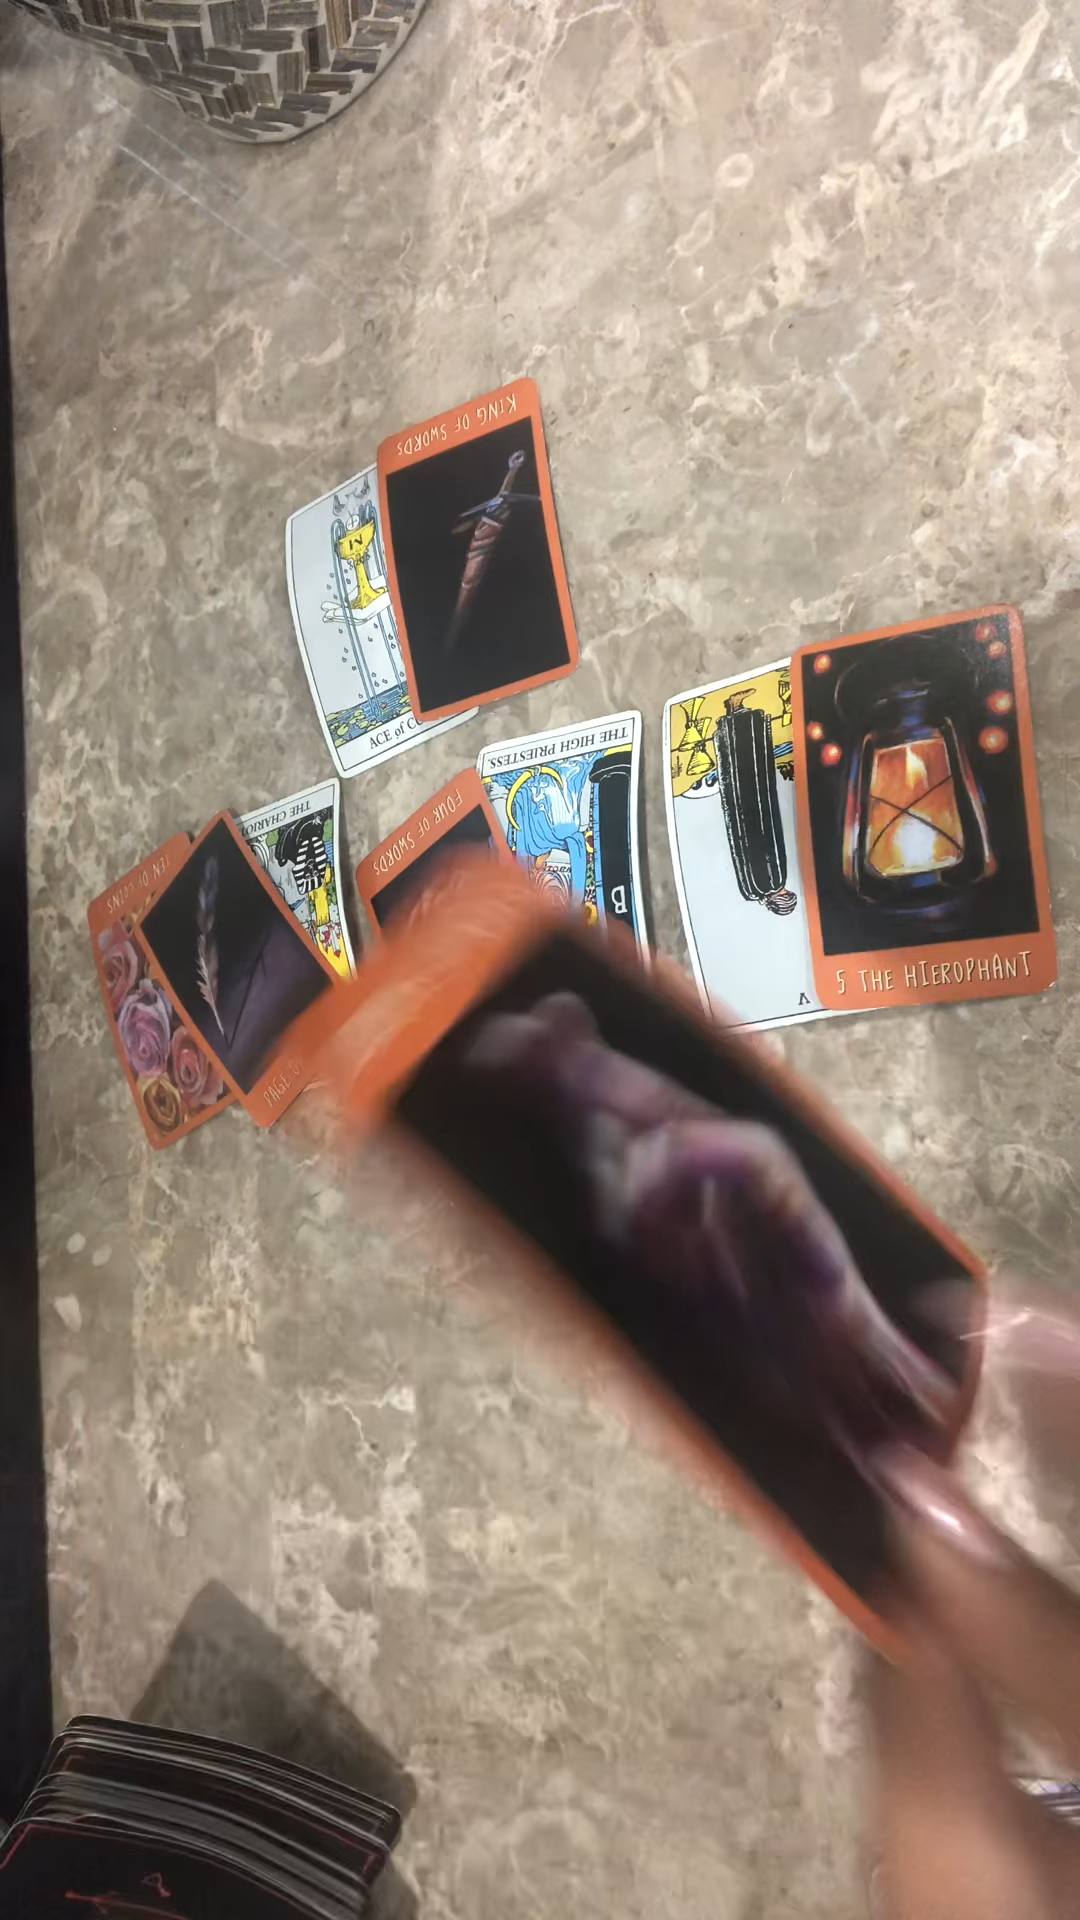 KING OF SWORDS
ACE of C
THE HIGH PRIESTESS.
FOUR OF SWORDS
THE CHARIOT
TEN OF COINS
B
5 THE HIEROPHANT
V
PAGE O